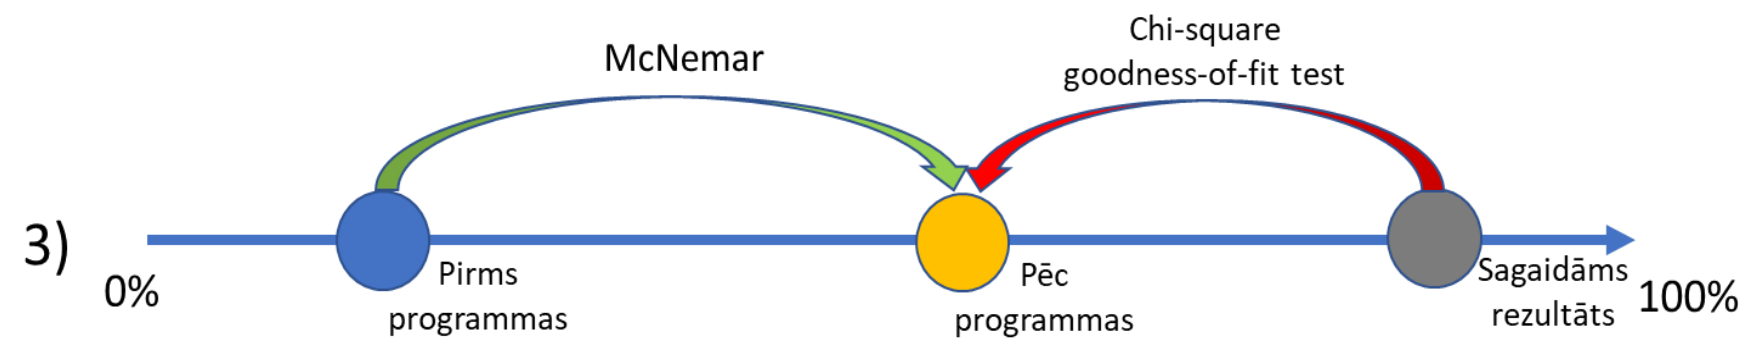 McNemar
Chi-square
goodness-of-fit test
3)
0%
Pirms
programmas
Pēc
programmas
Sagaidāms
rezultāts
100%